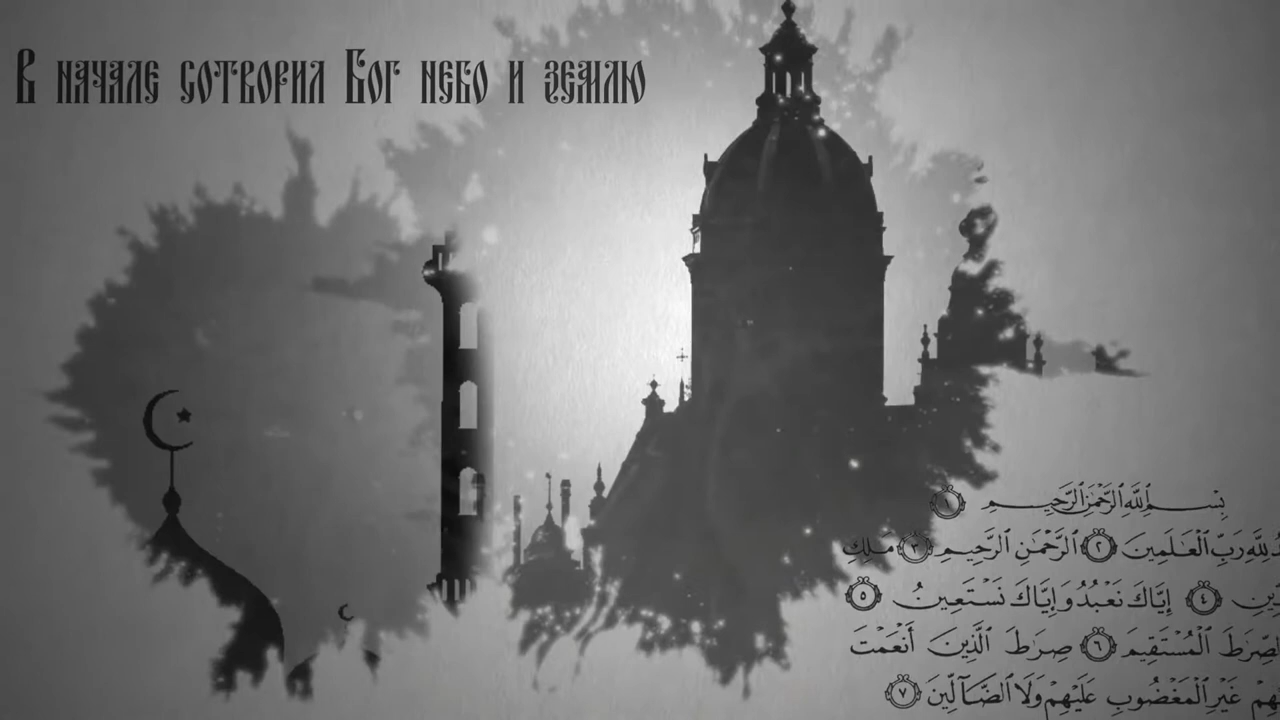 В начале сотворил Бог небо и землю
بِسْمِ ٱللَّهِ ٱلرَّحْمَٰنِ ٱلرَّحِيمِ ١
لِلَّهِ رَبِّ ٱلْعَٰلَمِينَ ٢ ٱلرَّحْمَٰنِ ٱلرَّحِيمِ ٣ مَٰلِكِ
٤ إِيَّاكَ نَعْبُدُ وَإِيَّاكَ نَسْتَعِينُ ٥
ٱلصِّرَٰطَ ٱلْمُسْتَقِيمَ ٦ صِرَٰطَ ٱلَّذِينَ أَنْعَمْتَ
غَيْرِ ٱلْمَغْضُوبِ عَلَيْهِمْ وَلَا ٱلضَّآلِّينَ ٧